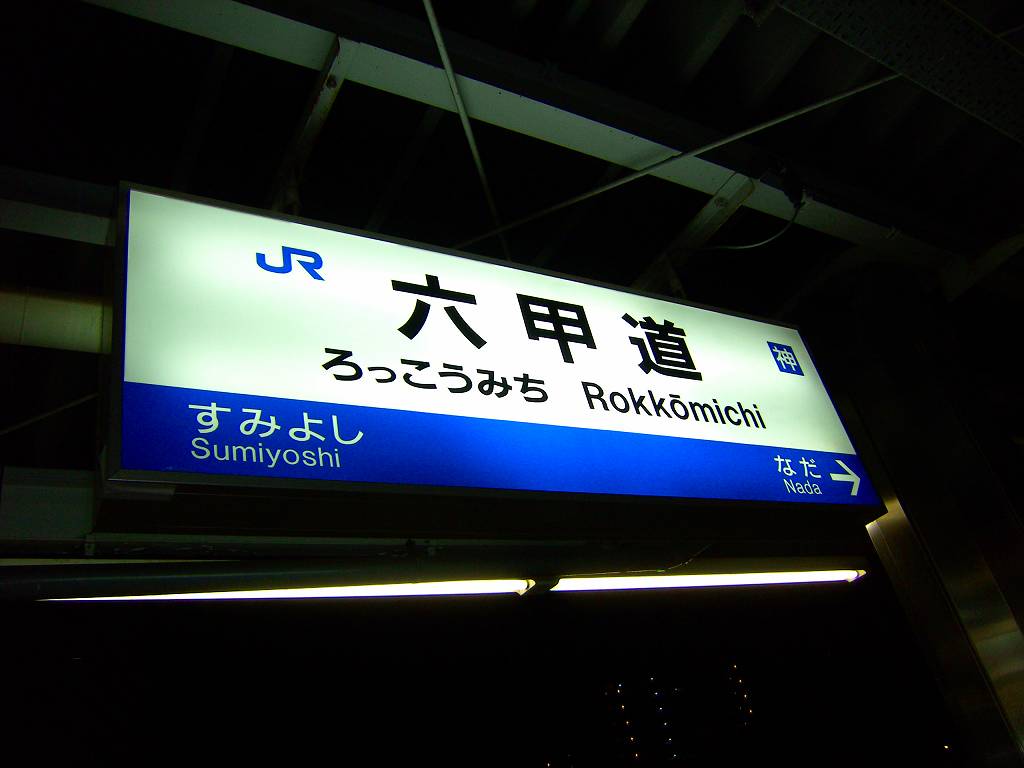 JR
六甲道
神
ろっこうみち Rokkōmichi
すみよし
Sumiyoshi
なだ
Nada
→